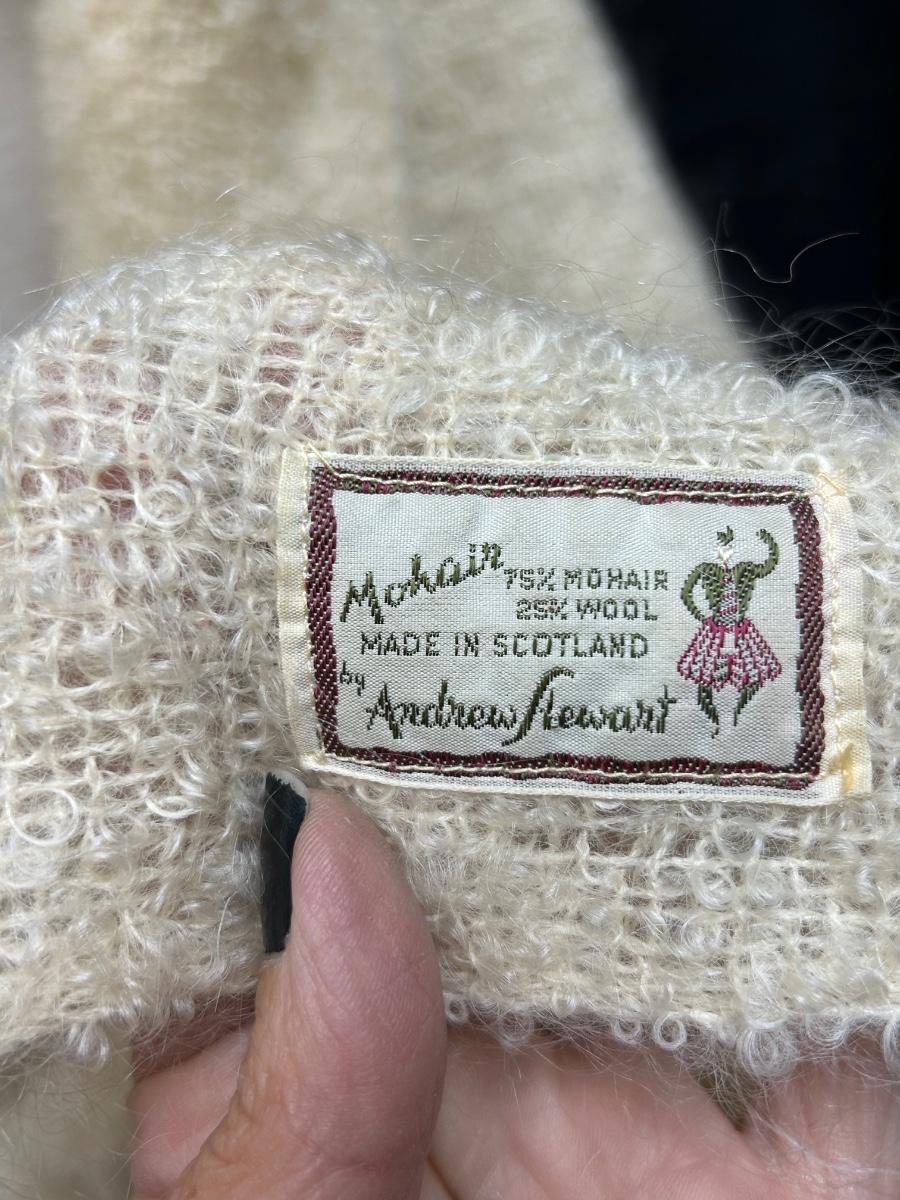 Mohair 75% MOHAIR
25% WOOL
MADE IN SCOTLAND
by
Andrew Stewart